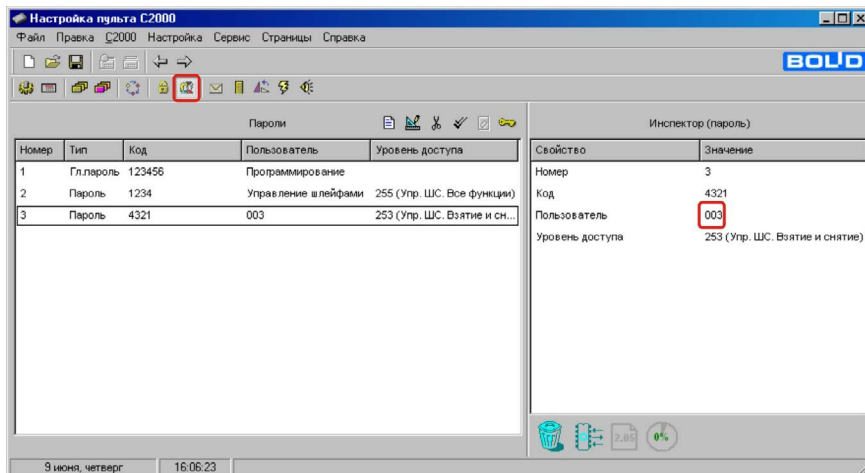 Настройка пульта С2000
Файл Правка С2000 Настройка Сервис Страницы Справка
BOLID
Пароли
Инспектор (пароль)
Номер Тип Код Пользователь Уровень доступа
Свойство Значение
1 Гл.пароль 123456 Программирование
2 Пароль 1234 Управление шлейфами 255 (Упр. ШС. Все функции)
3 Пароль 4321 003 253 (Упр. ШС. Взятие и сн...
Номер 3
Код 4321
Пользователь 003
Уровень доступа 253 (Упр. ШС. Взятие и снятие)
2.05 0%
9 июня, четверг 16:06:23